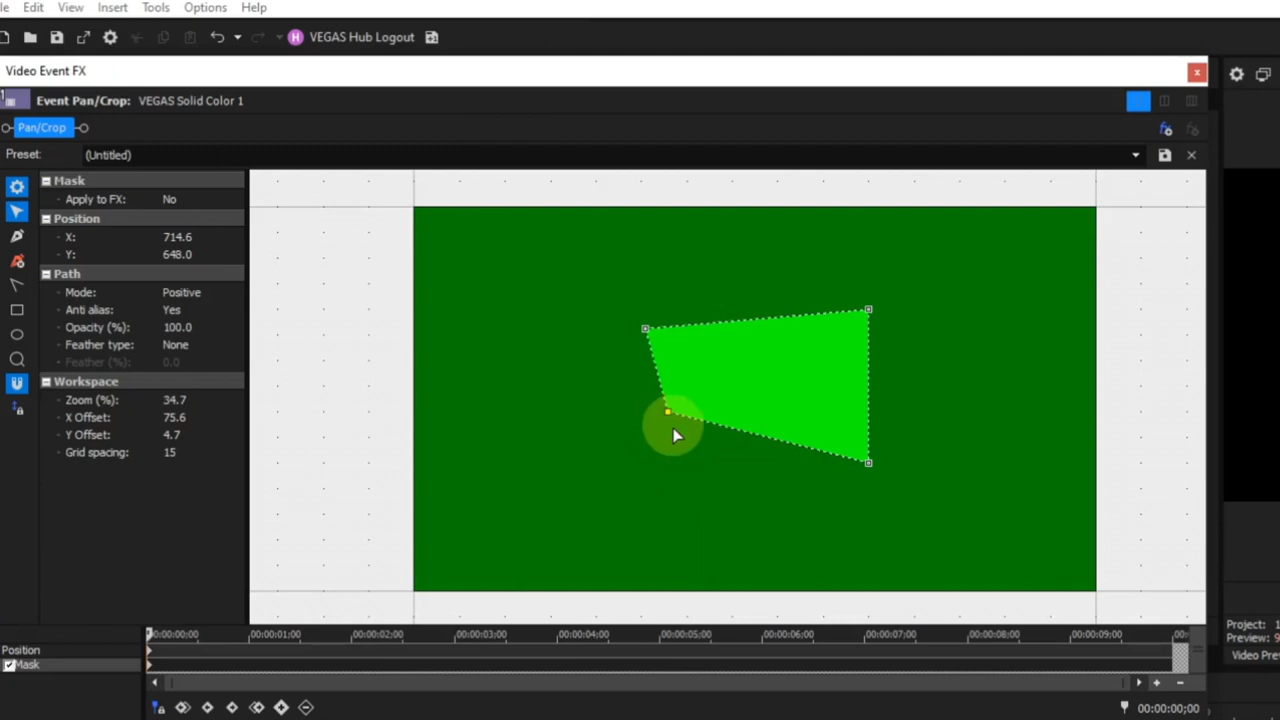 le Edit View Insert Tools Options Help
H VEGAS Hub Logout
Video Event FX x
Event Pan/Crop: VEGAS Solid Color 1
Pan/Crop
Preset: (Untitled)
Mask
Apply to FX: No
Position
X: 714.6
Y: 648.0
Path
Mode: Positive
Anti alias: Yes
Opacity (%): 100.0
Feather type: None
Feather (%): 0.0
Workspace
Zoom (%): 34.7
X Offset: 75.6
Y Offset: 4.7
Grid spacing: 15
00:00:00:00 00:00:01:00 00:00:02:00 00:00:03:00 00:00:04:00 00:00:05:00 00:00:06:00 00:00:07:00 00:00:08:00 00:00:09:00 00:
Position
Mask
00:00:00;00
Project: 1
Preview: 9
Video Prev